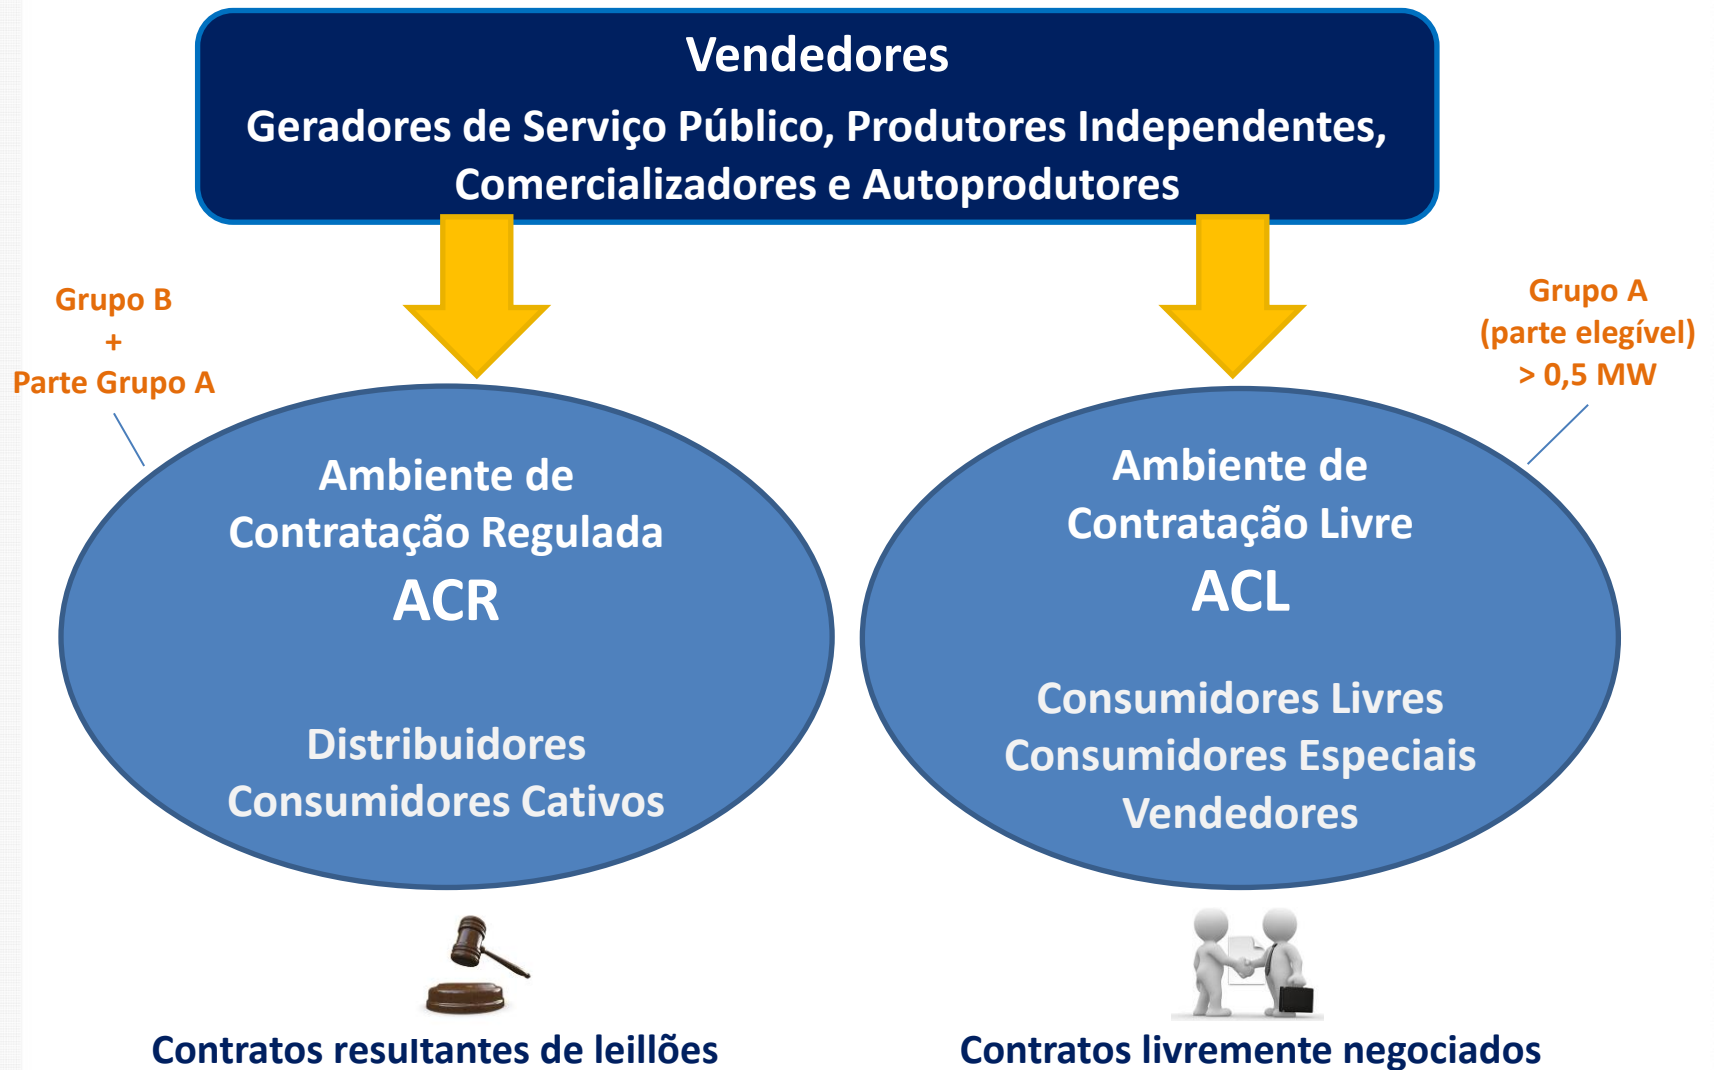 Vendedores
Geradores de Serviço Público, Produtores Independentes,
Comercializadores e Autoprodutores
Grupo B
+
Parte Grupo A
Grupo A
(parte elegível)
> 0,5 MW
Ambiente de
Contratação Regulada
ACR
Distribuidores
Consumidores Cativos
Ambiente de
Contratação Livre
ACL
Consumidores Livres
Consumidores Especiais
Vendedores
Contratos resultantes de leillões
Contratos livremente negociados